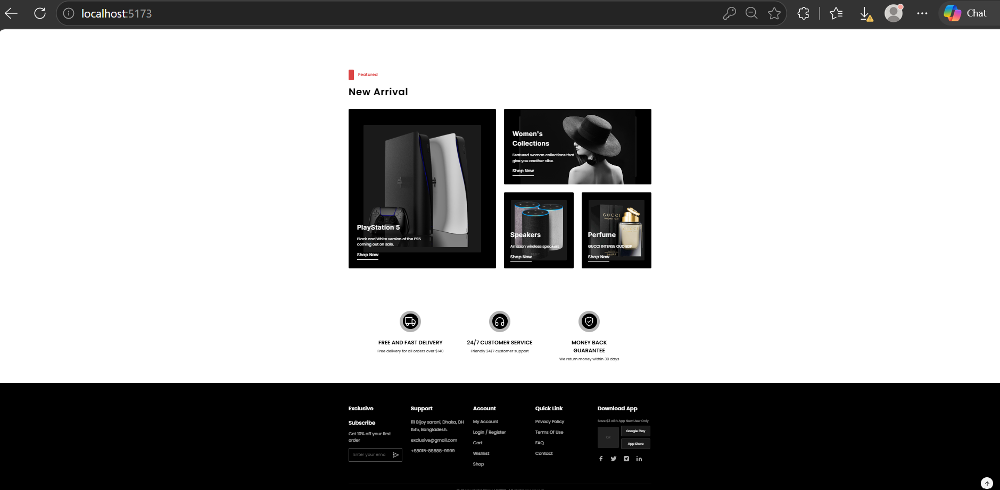 localhost:5173
Chat
Featured
New Arrival
PlayStation 5
Black and White version of the PS5
coming out on sale.
Shop Now
Women's
Collections
Featured woman collections that
give you another vibe.
Shop Now
Speakers
Amazon wireless speakers
Shop Now
GUCCI
Perfume
GUCCI INTENSE OUD EDP
Shop Now
FREE AND FAST DELIVERY
Free delivery for all orders over $140
24/7 CUSTOMER SERVICE
Friendly 24/7 customer support
MONEY BACK
GUARANTEE
We return money within 30 days
Exclusive
Subscribe
Get 10% off your first
order
Enter your ema
Support
111 Bijoy sarani, Dhaka, DH
1515, Bangladesh.
exclusive@gmail.com
+88015-88888-9999
Account
My Account
Login / Register
Cart
Wishlist
Shop
Quick Link
Privacy Policy
Terms Of Use
FAQ
Contact
Download App
Save $3 with App New User Only
QR
Google Play
App Store